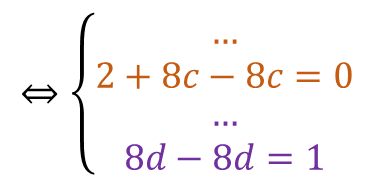 ...
⇔ { 2 + 8c − 8c = 0
...
8d − 8d = 1